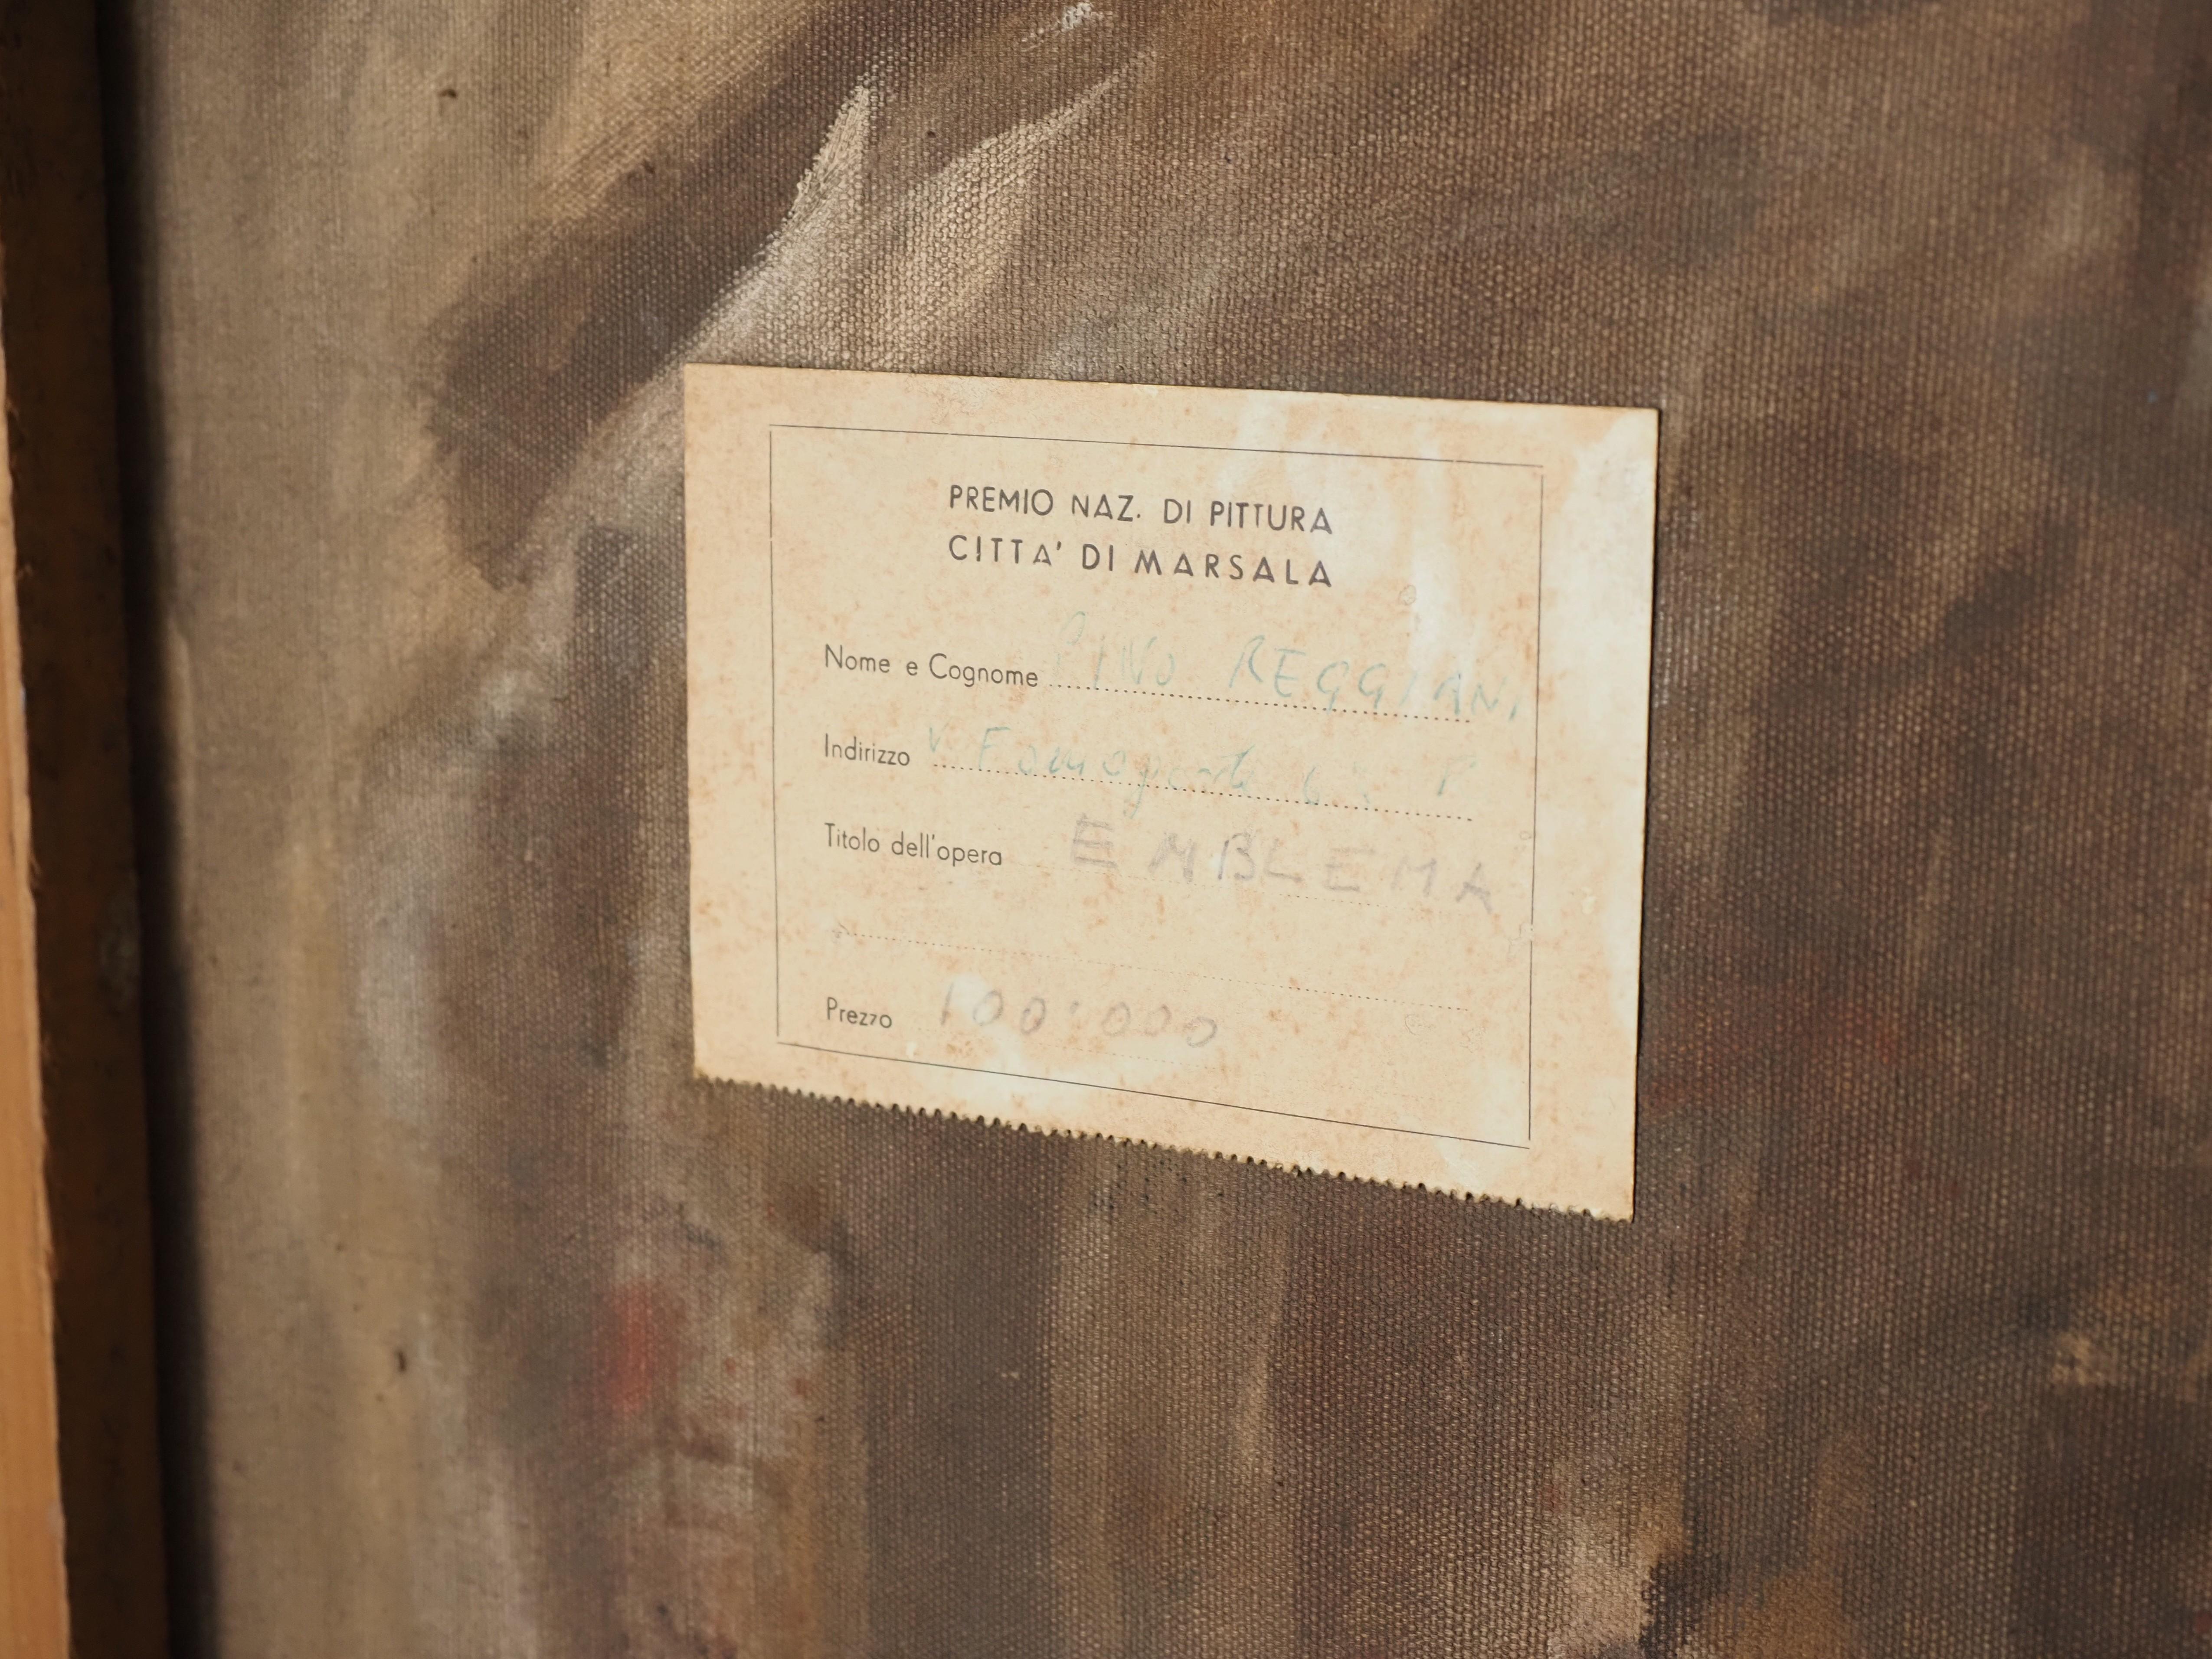 PREMIO NAZ. DI PITTURA
CITTA' DI MARSALA
Nome e Cognome PINO REGGIANI
Indirizzo V.
Titolo dell'opera EMBLEMA
Prezzo 100.000